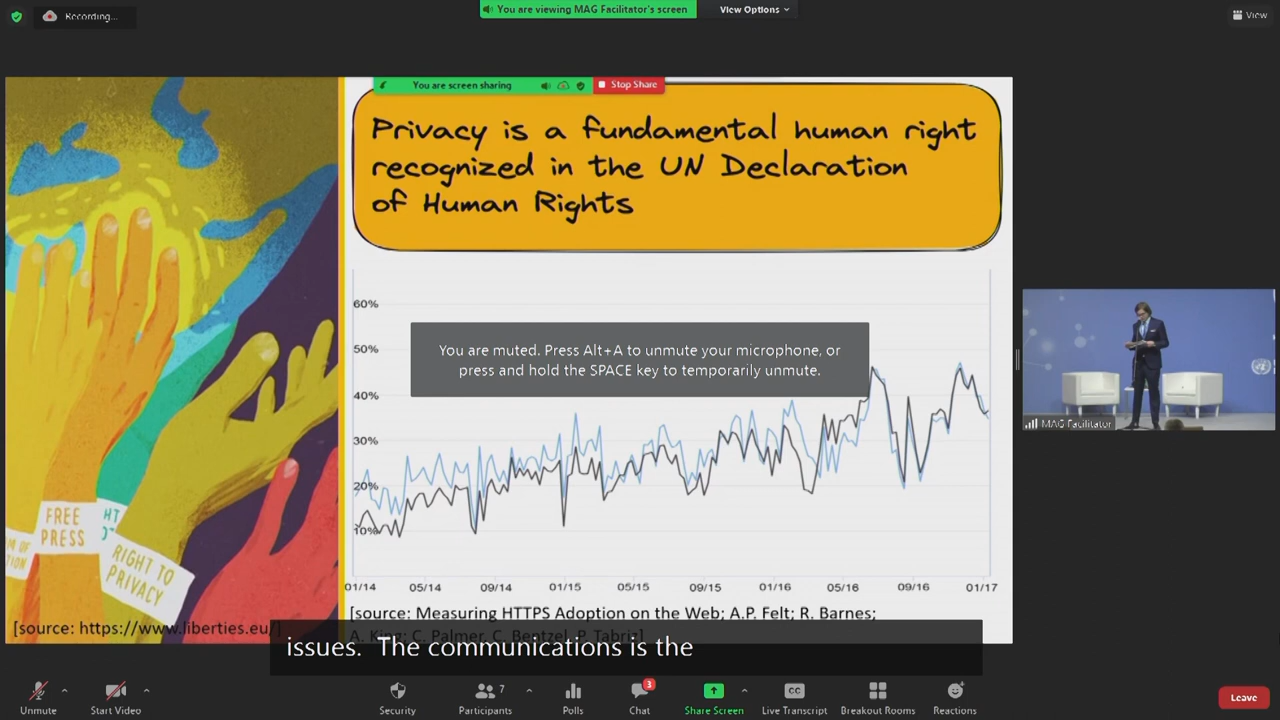 Recording...
You are viewing MAG Facilitator's screen
View Options
View
You are screen sharing
Stop Share
Privacy is a fundamental human right
recognized in the UN Declaration
of Human Rights
60%
50%
40%
30%
20%
10%
You are muted. Press Alt+A to unmute your microphone, or
press and hold the SPACE key to temporarily unmute.
01/14 05/14 09/14 01/15 05/15 09/15 01/16 05/16 09/16 01/17
[source: Measuring HTTPS Adoption on the Web; A.P. Felt; R. Barnes;
A. King; C. Palmer, C. Bentzel, P. Tabriz]
FREE
PRESS
RIGHT TO
PRIVACY
[source: https://www.liberties.eu/]
issues. The communications is the
MAG Facilitator
Unmute
Start Video
Security
7
Participants
Polls
3
Chat
Share Screen
CC
Live Transcript
Breakout Rooms
Reactions
Leave